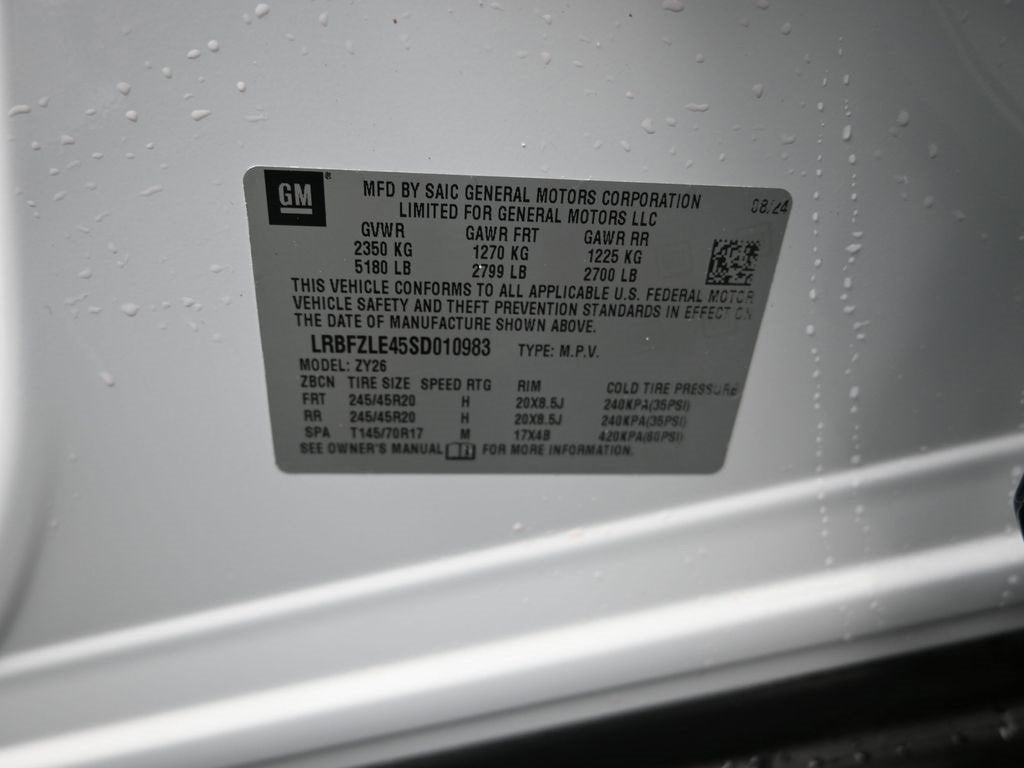 GM ®
MFD BY SAIC GENERAL MOTORS CORPORATION
LIMITED FOR GENERAL MOTORS LLC
08/24
GVWR GAWR FRT GAWR RR
2350 KG 1270 KG 1225 KG
5180 LB 2799 LB 2700 LB
THIS VEHICLE CONFORMS TO ALL APPLICABLE U.S. FEDERAL MOTOR
VEHICLE SAFETY AND THEFT PREVENTION STANDARDS IN EFFECT ON
THE DATE OF MANUFACTURE SHOWN ABOVE.
LRBFZLE45SD010983 TYPE: M.P.V.
MODEL: ZY26
ZBCN TIRE SIZE SPEED RTG RIM COLD TIRE PRESSURE
FRT 245/45R20 H 20X8.5J 240KPA(35PSI)
RR 245/45R20 H 20X8.5J 240KPA(35PSI)
SPA T145/70R17 M 17X4B 420KPA(60PSI)
SEE OWNER'S MANUAL FOR MORE INFORMATION.